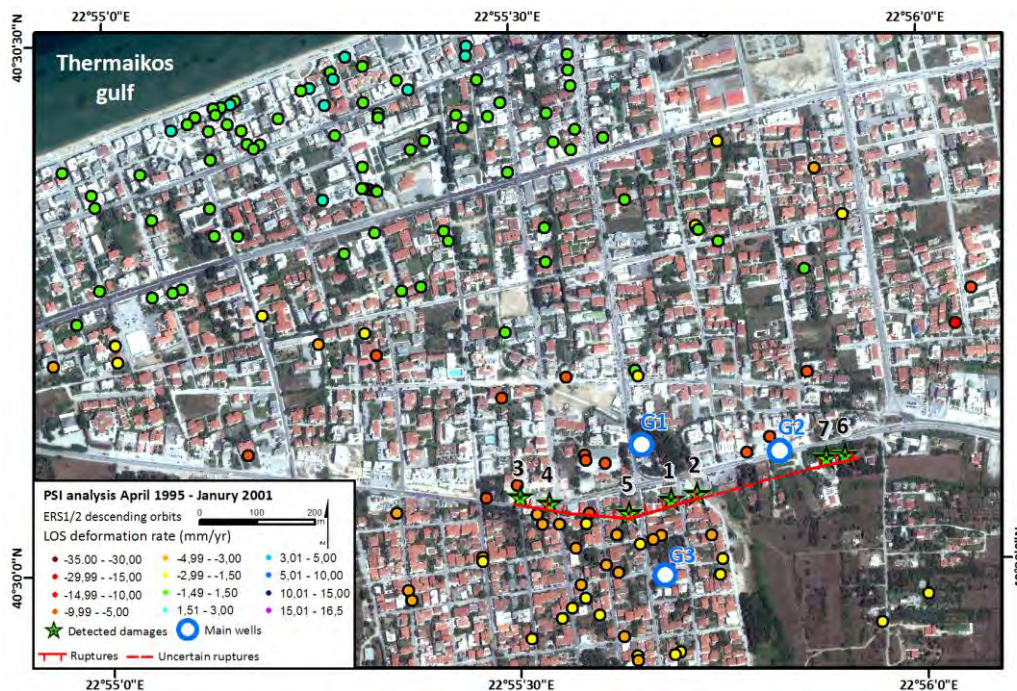 22°55'0"E
22°55'30"E
22°56'0"E
40°30'30"N
Thermaikos
gulf
G1
G2
7
6
3
4
1
2
5
G3
PSI analysis April 1995 - Janury 2001
ERS1/2 descending orbits
0
100
200
m
LOS deformation rate (mm/yr)
-35.00 - -30,00
-4,99 - -3,00
3,01 - 5,00
-29,99 - -15,00
-2,99 - -1,50
5,01 - 10,00
-14,99 - -10,00
-1,49 - 1,50
10,01 - 15,00
-9,99 - -5,00
1,51 - 3,00
15,01 - 16,5
Detected damages
Main wells
Ruptures
Uncertain ruptures
40°30'0"N
22°55'0"E
22°55'30"E
22°56'0"E